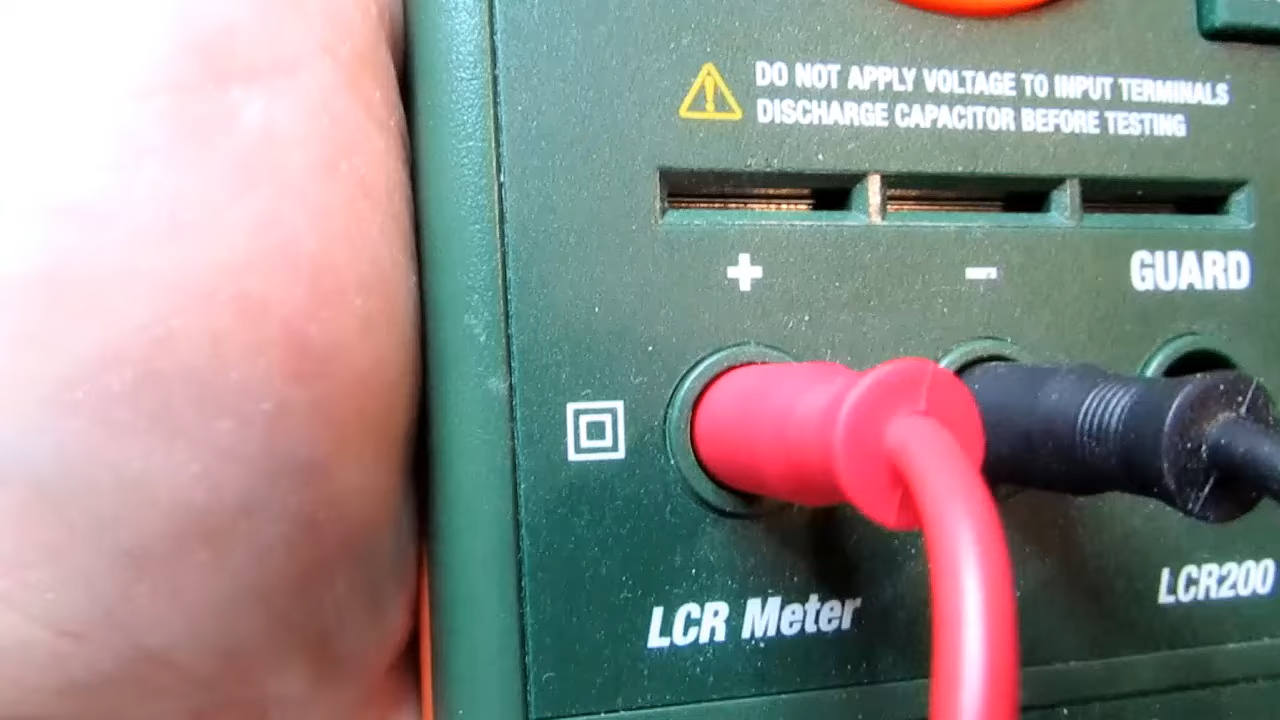 DO NOT APPLY VOLTAGE TO INPUT TERMINALS
DISCHARGE CAPACITOR BEFORE TESTING
+ - GUARD
LCR Meter
LCR200